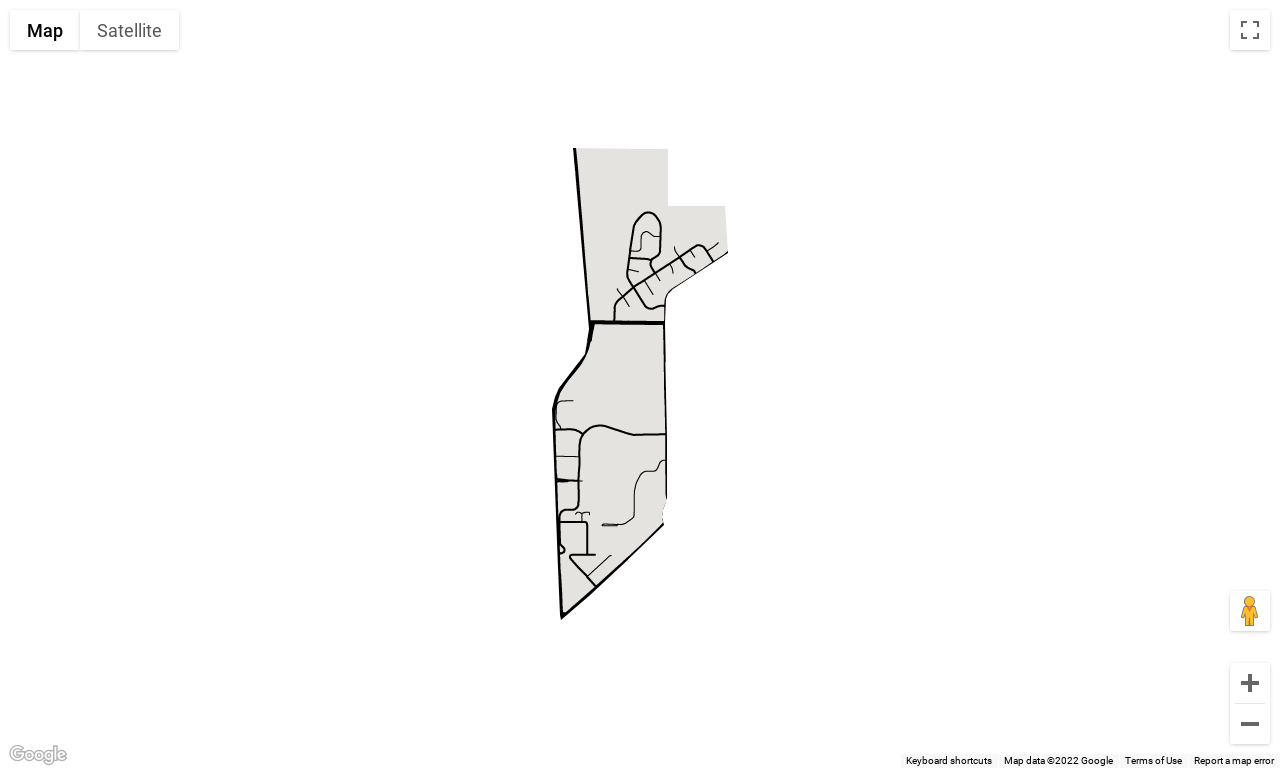 Map Satellite
Google
Keyboard shortcuts Map data ©2022 Google Terms of Use Report a map error